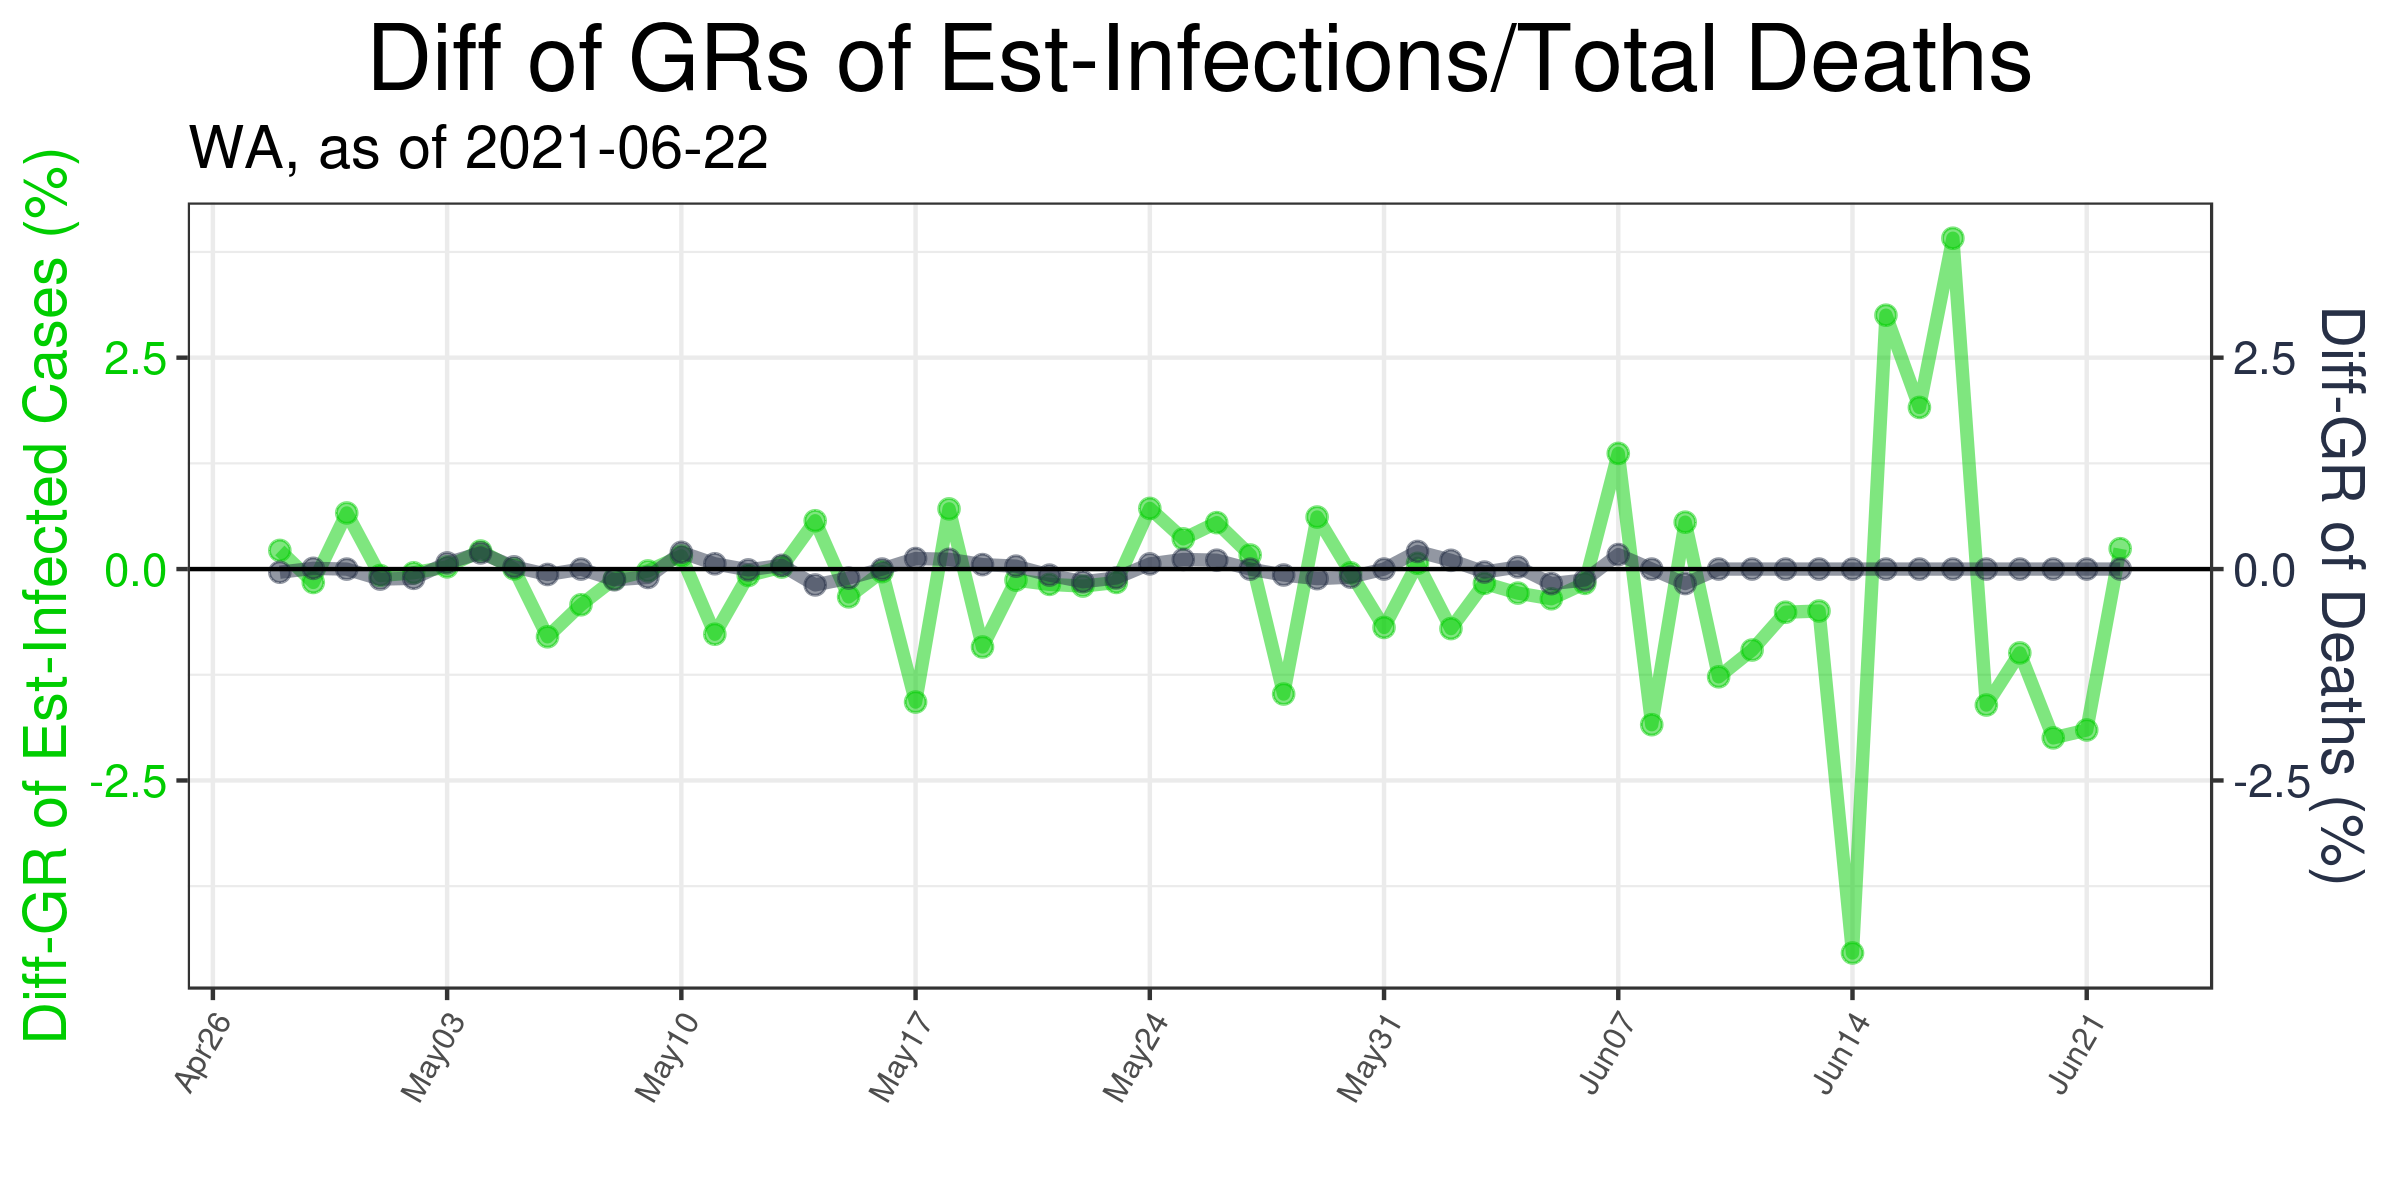 Diff of GRs of Est-Infections/Total Deaths
WA, as of 2021-06-22
Diff-GR of Est-Infected Cases (%)
2.5
0.0
-2.5
2.5
0.0
-2.5
Diff-GR of Deaths (%)
Apr26
May03
May10
May17
May24
May31
Jun07
Jun14
Jun21